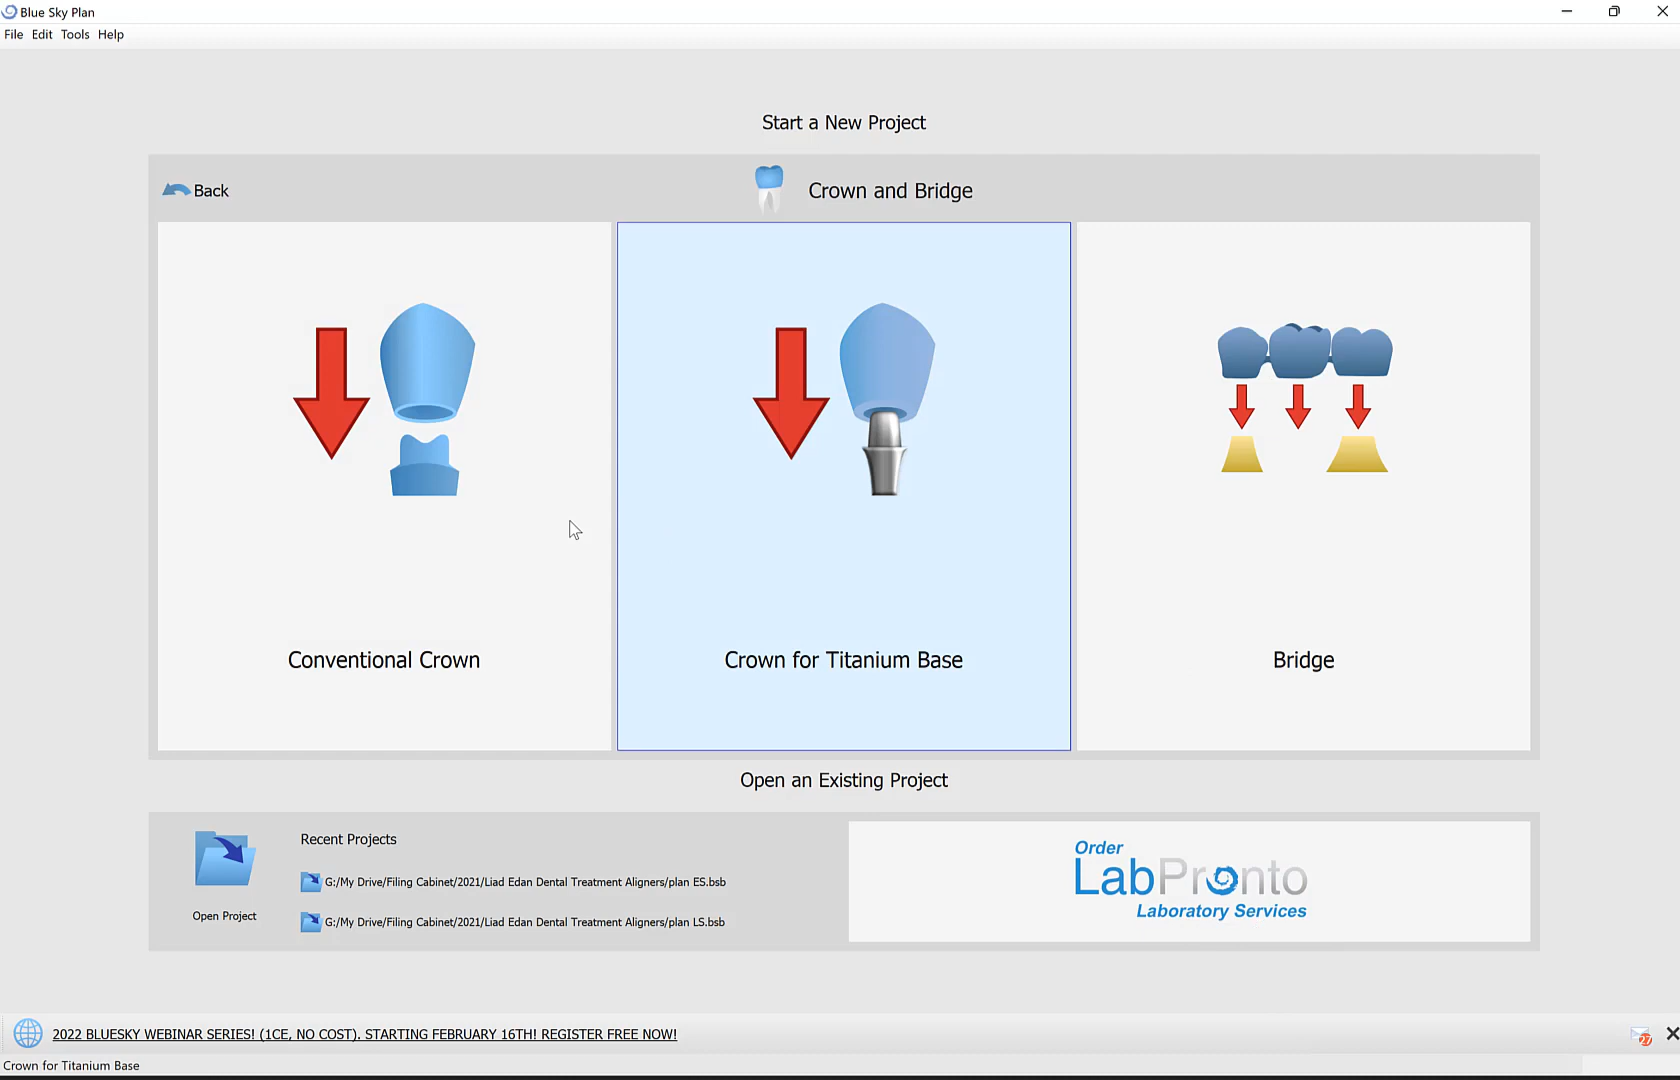 Blue Sky Plan
File Edit Tools Help
Start a New Project
Back
Crown and Bridge
Conventional Crown
Crown for Titanium Base
Bridge
Open an Existing Project
Open Project
Recent Projects
G:/My Drive/Filing Cabinet/2021/Liad Edan Dental Treatment Aligners/plan ES.bsb
G:/My Drive/Filing Cabinet/2021/Liad Edan Dental Treatment Aligners/plan LS.bsb
Order
LabPronto
Laboratory Services
2022 BLUESKY WEBINAR SERIES! (1CE, NO COST). STARTING FEBRUARY 16TH! REGISTER FREE NOW!
27
Crown for Titanium Base